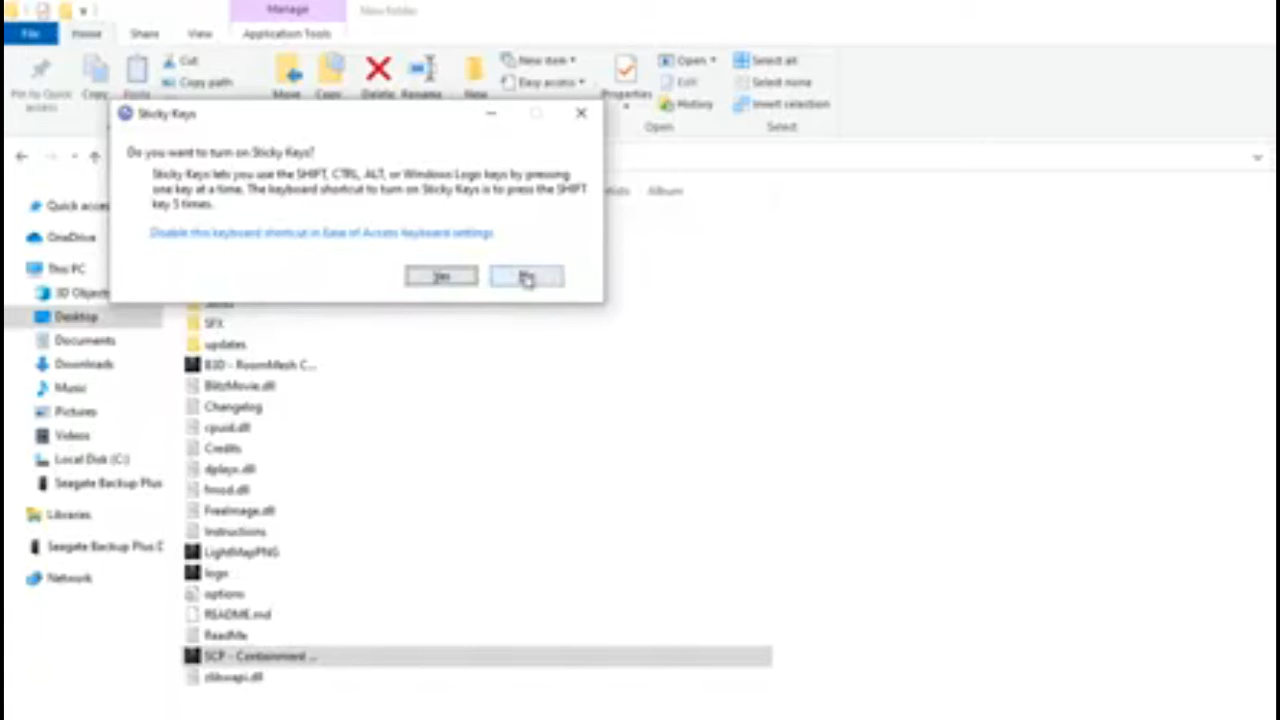 Manage
New folder
File
Home
Share
View
Application Tools
Cut
Copy path
New item
Easy access
Open
Edit
History
Select all
Select none
Invert selection
Pin to Quick access
Copy
Paste
Move
Copy
Delete
Rename
New
Properties
Open
Select
Sticky Keys
Do you want to turn on Sticky Keys?
Sticky Keys lets you use the SHIFT, CTRL, ALT, or Windows Logo keys by pressing
one key at a time. The keyboard shortcut to turn on Sticky Keys is to press the SHIFT
key 5 times.
Disable this keyboard shortcut in Ease of Access keyboard settings
Yes
No
Album
Quick acces
OneDrive
This PC
3D Objects
Desktop
Documents
Downloads
Music
Pictures
Videos
Local Disk (C:)
Seagate Backup Plus
Libraries
Seagate Backup Plus D
Network
SFX
updates
B3D - RoomMesh C...
BlitzMovie.dll
Changelog
cpuid.dll
Credits
dplayx.dll
fmod.dll
FreeImage.dll
Instructions
LightMapPNG
logo
options
README.md
ReadMe
SCP - Containment ...
zlibwapi.dll